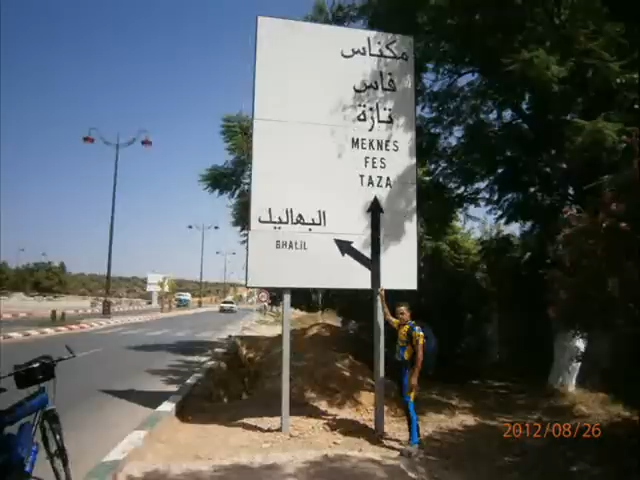 مكناس
فاس
تازة
MEKNES
FES
TAZA
البهاليل
BHALIL
2012/08/26